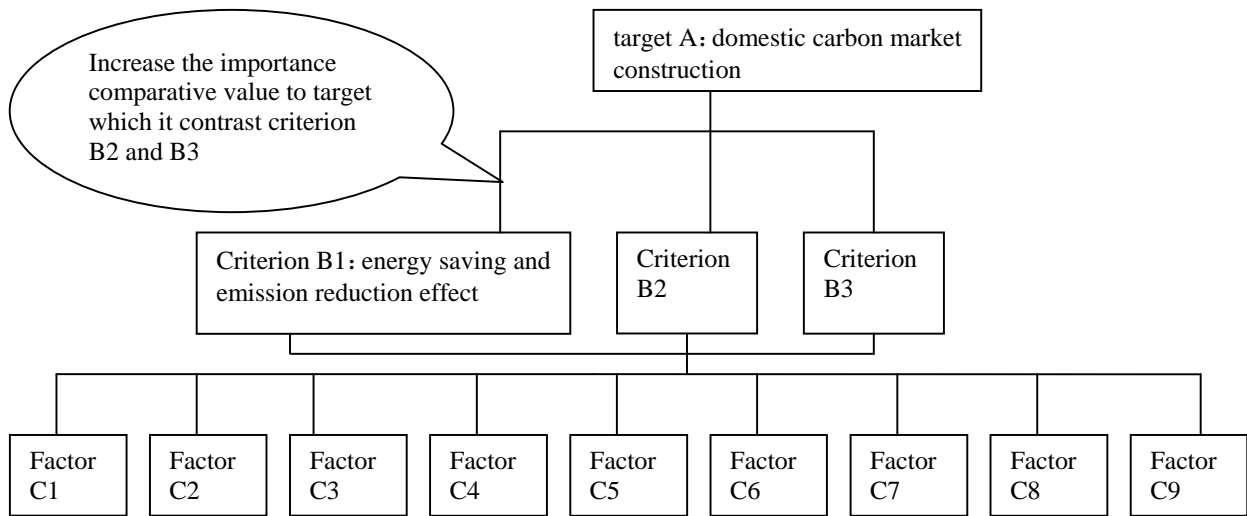 target A：domestic carbon market
construction
Increase the importance
comparative value to target
which it contrast criterion
B2 and B3
Criterion B1：energy saving and
emission reduction effect
Criterion
B2
Criterion
B3
Factor
C1
Factor
C2
Factor
C3
Factor
C4
Factor
C5
Factor
C6
Factor
C7
Factor
C8
Factor
C9